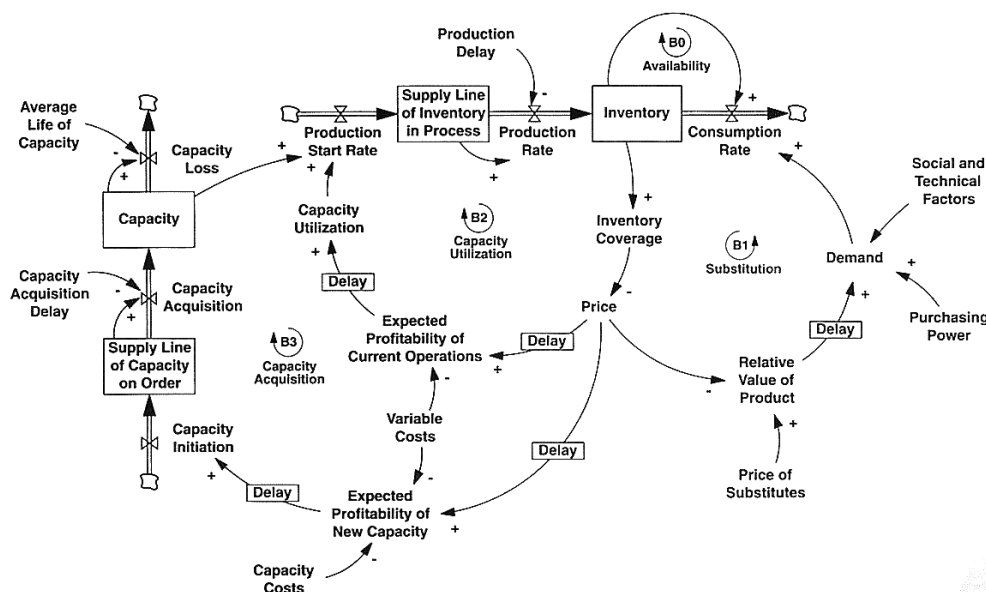 Production
Delay
B0
Availability
Average
Life of
Capacity
-
+
Capacity
Loss
+
Production
Start Rate
+
Supply Line
of Inventory
in Process
+
-
Production
Rate
Inventory
+
Consumption
Rate
+
Capacity
Capacity
Utilization
+
B2
Capacity
Utilization
+
Inventory
Coverage
B1
Substitution
Social and
Technical
Factors
Demand
+
+
Purchasing
Power
Capacity
Acquisition
Delay
-
+
Capacity
Acquisition
Delay
-
Price
Delay
Supply Line
of Capacity
on Order
B3
Capacity
Acquisition
Expected
Profitability of
Current Operations
Delay
+
-
Relative
Value of
Product
-
+
Variable
Costs
-
Capacity
Initiation
+
Delay
Delay
Price of
Substitutes
Expected
Profitability of
New Capacity
+
Capacity
Costs
-